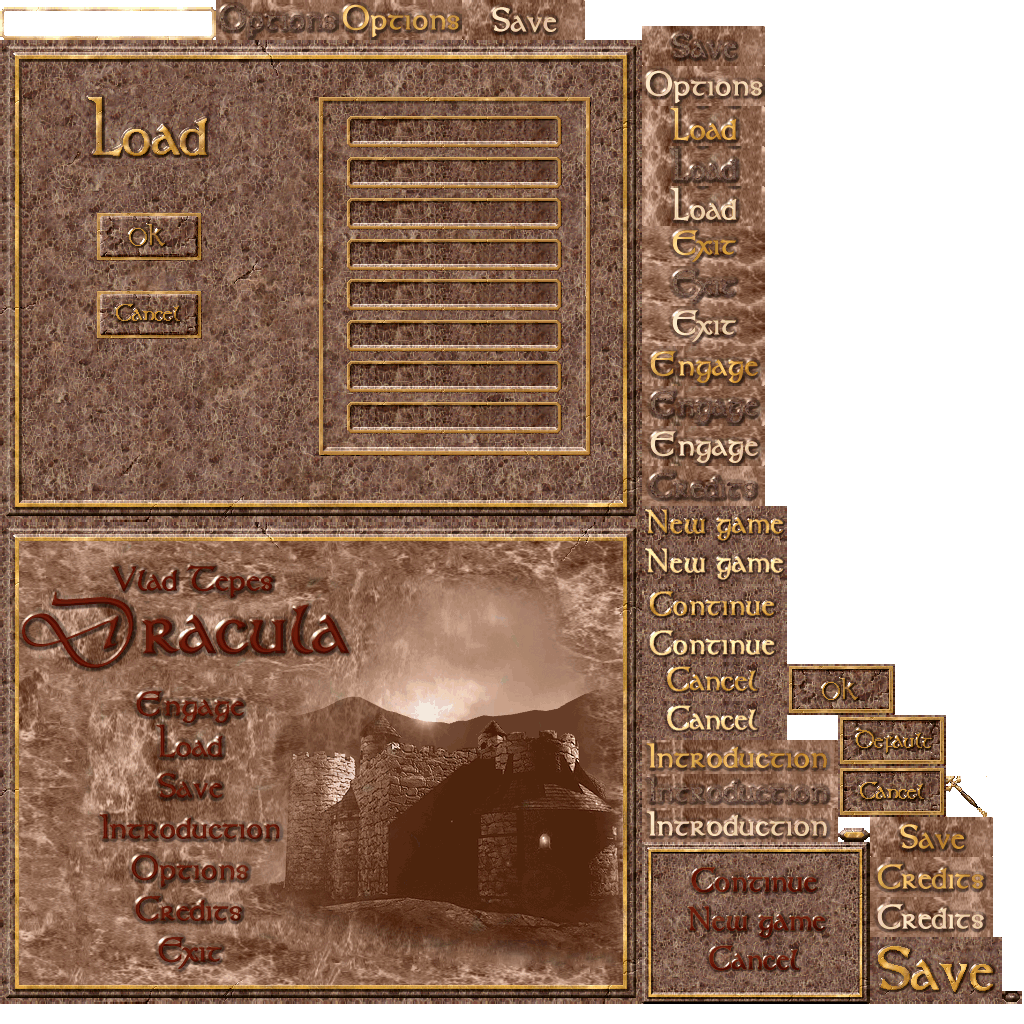 Options Options Save
Load
OK
Cancel
Save
Options
Load
Load
Load
Exit
Exit
Exit
Engage
Engage
Engage
Credits
Vlad Tepes
Dracula
Engage
Load
Save
Introduction
Options
Credits
Exit
New game
New game
Continue
Continue
Cancel
Cancel
Introduction
Introduction
Introduction
OK
Default
Cancel
Continue
New game
Cancel
Save
Credits
Credits
Save